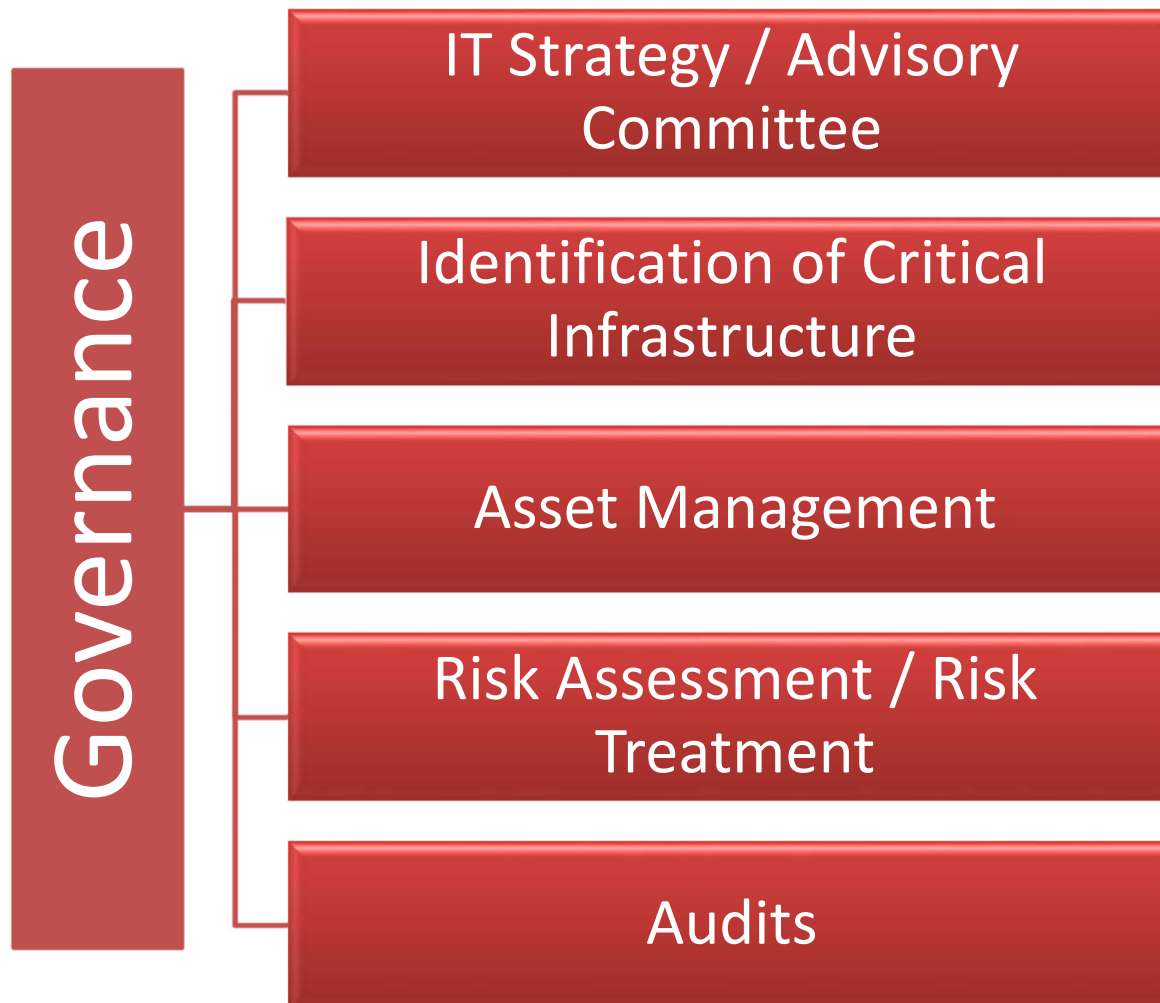 Governance
IT Strategy / Advisory
Committee
Identification of Critical
Infrastructure
Asset Management
Risk Assessment / Risk
Treatment
Audits